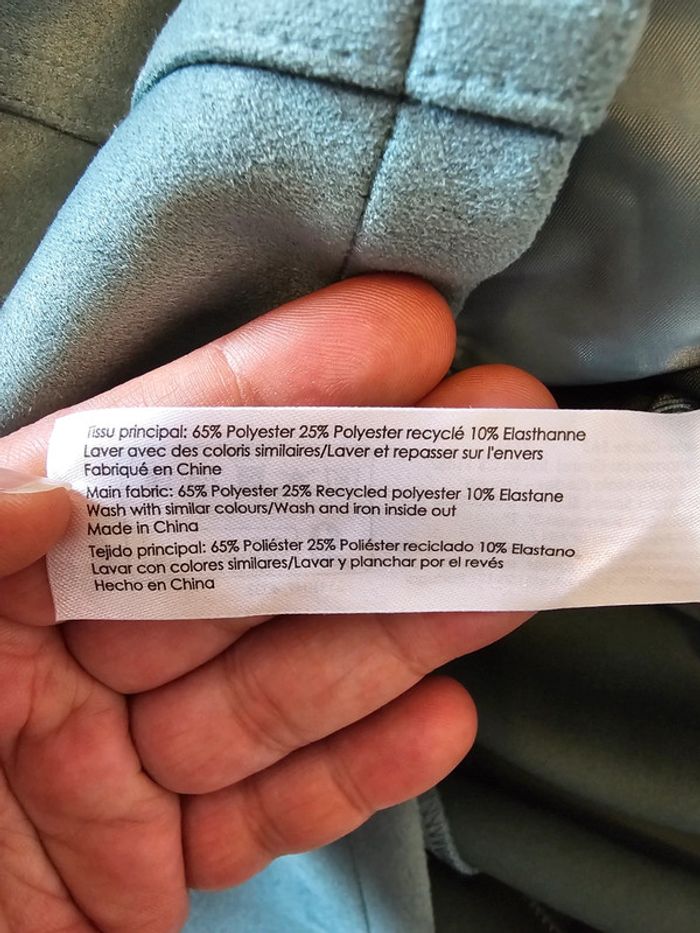 Tissu principal: 65% Polyester 25% Polyester recyclé 10% Elasthanne
Laver avec des coloris similaires/Laver et repasser sur l'envers
Fabriqué en Chine
Main fabric: 65% Polyester 25% Recycled polyester 10% Elastane
Wash with similar colours/Wash and iron inside out
Made in China
Tejido principal: 65% Poliéster 25% Poliéster reciclado 10% Elastano
Lavar con colores similares/Lavar y planchar por el revés
Hecho en China